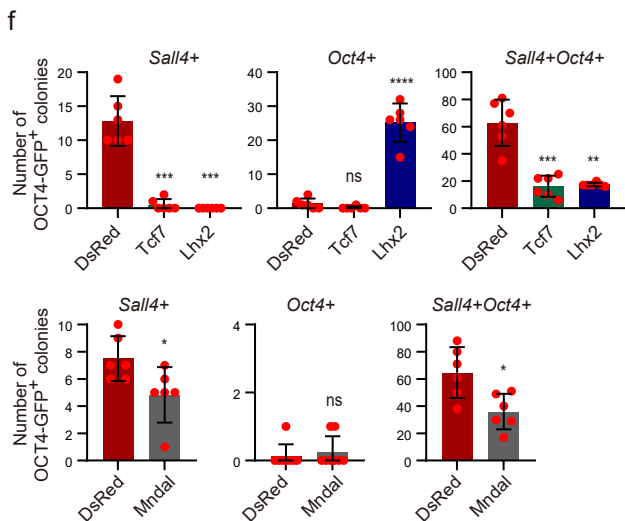 f
Sall4+
Oct4+
Sall4+Oct4+
Number of
OCT4-GFP+ colonies
20
15
10
5
0
***
***
DsRed
Tcf7
Lhx2
40
30
20
10
0
ns
****
DsRed
Tcf7
Lhx2
100
80
60
40
20
0
***
**
DsRed
Tcf7
Lhx2
Sall4+
Oct4+
Sall4+Oct4+
Number of
OCT4-GFP+ colonies
10
8
6
4
2
0
*
DsRed
Mndal
4
2
0
ns
DsRed
Mndal
100
80
60
40
20
0
*
DsRed
Mndal